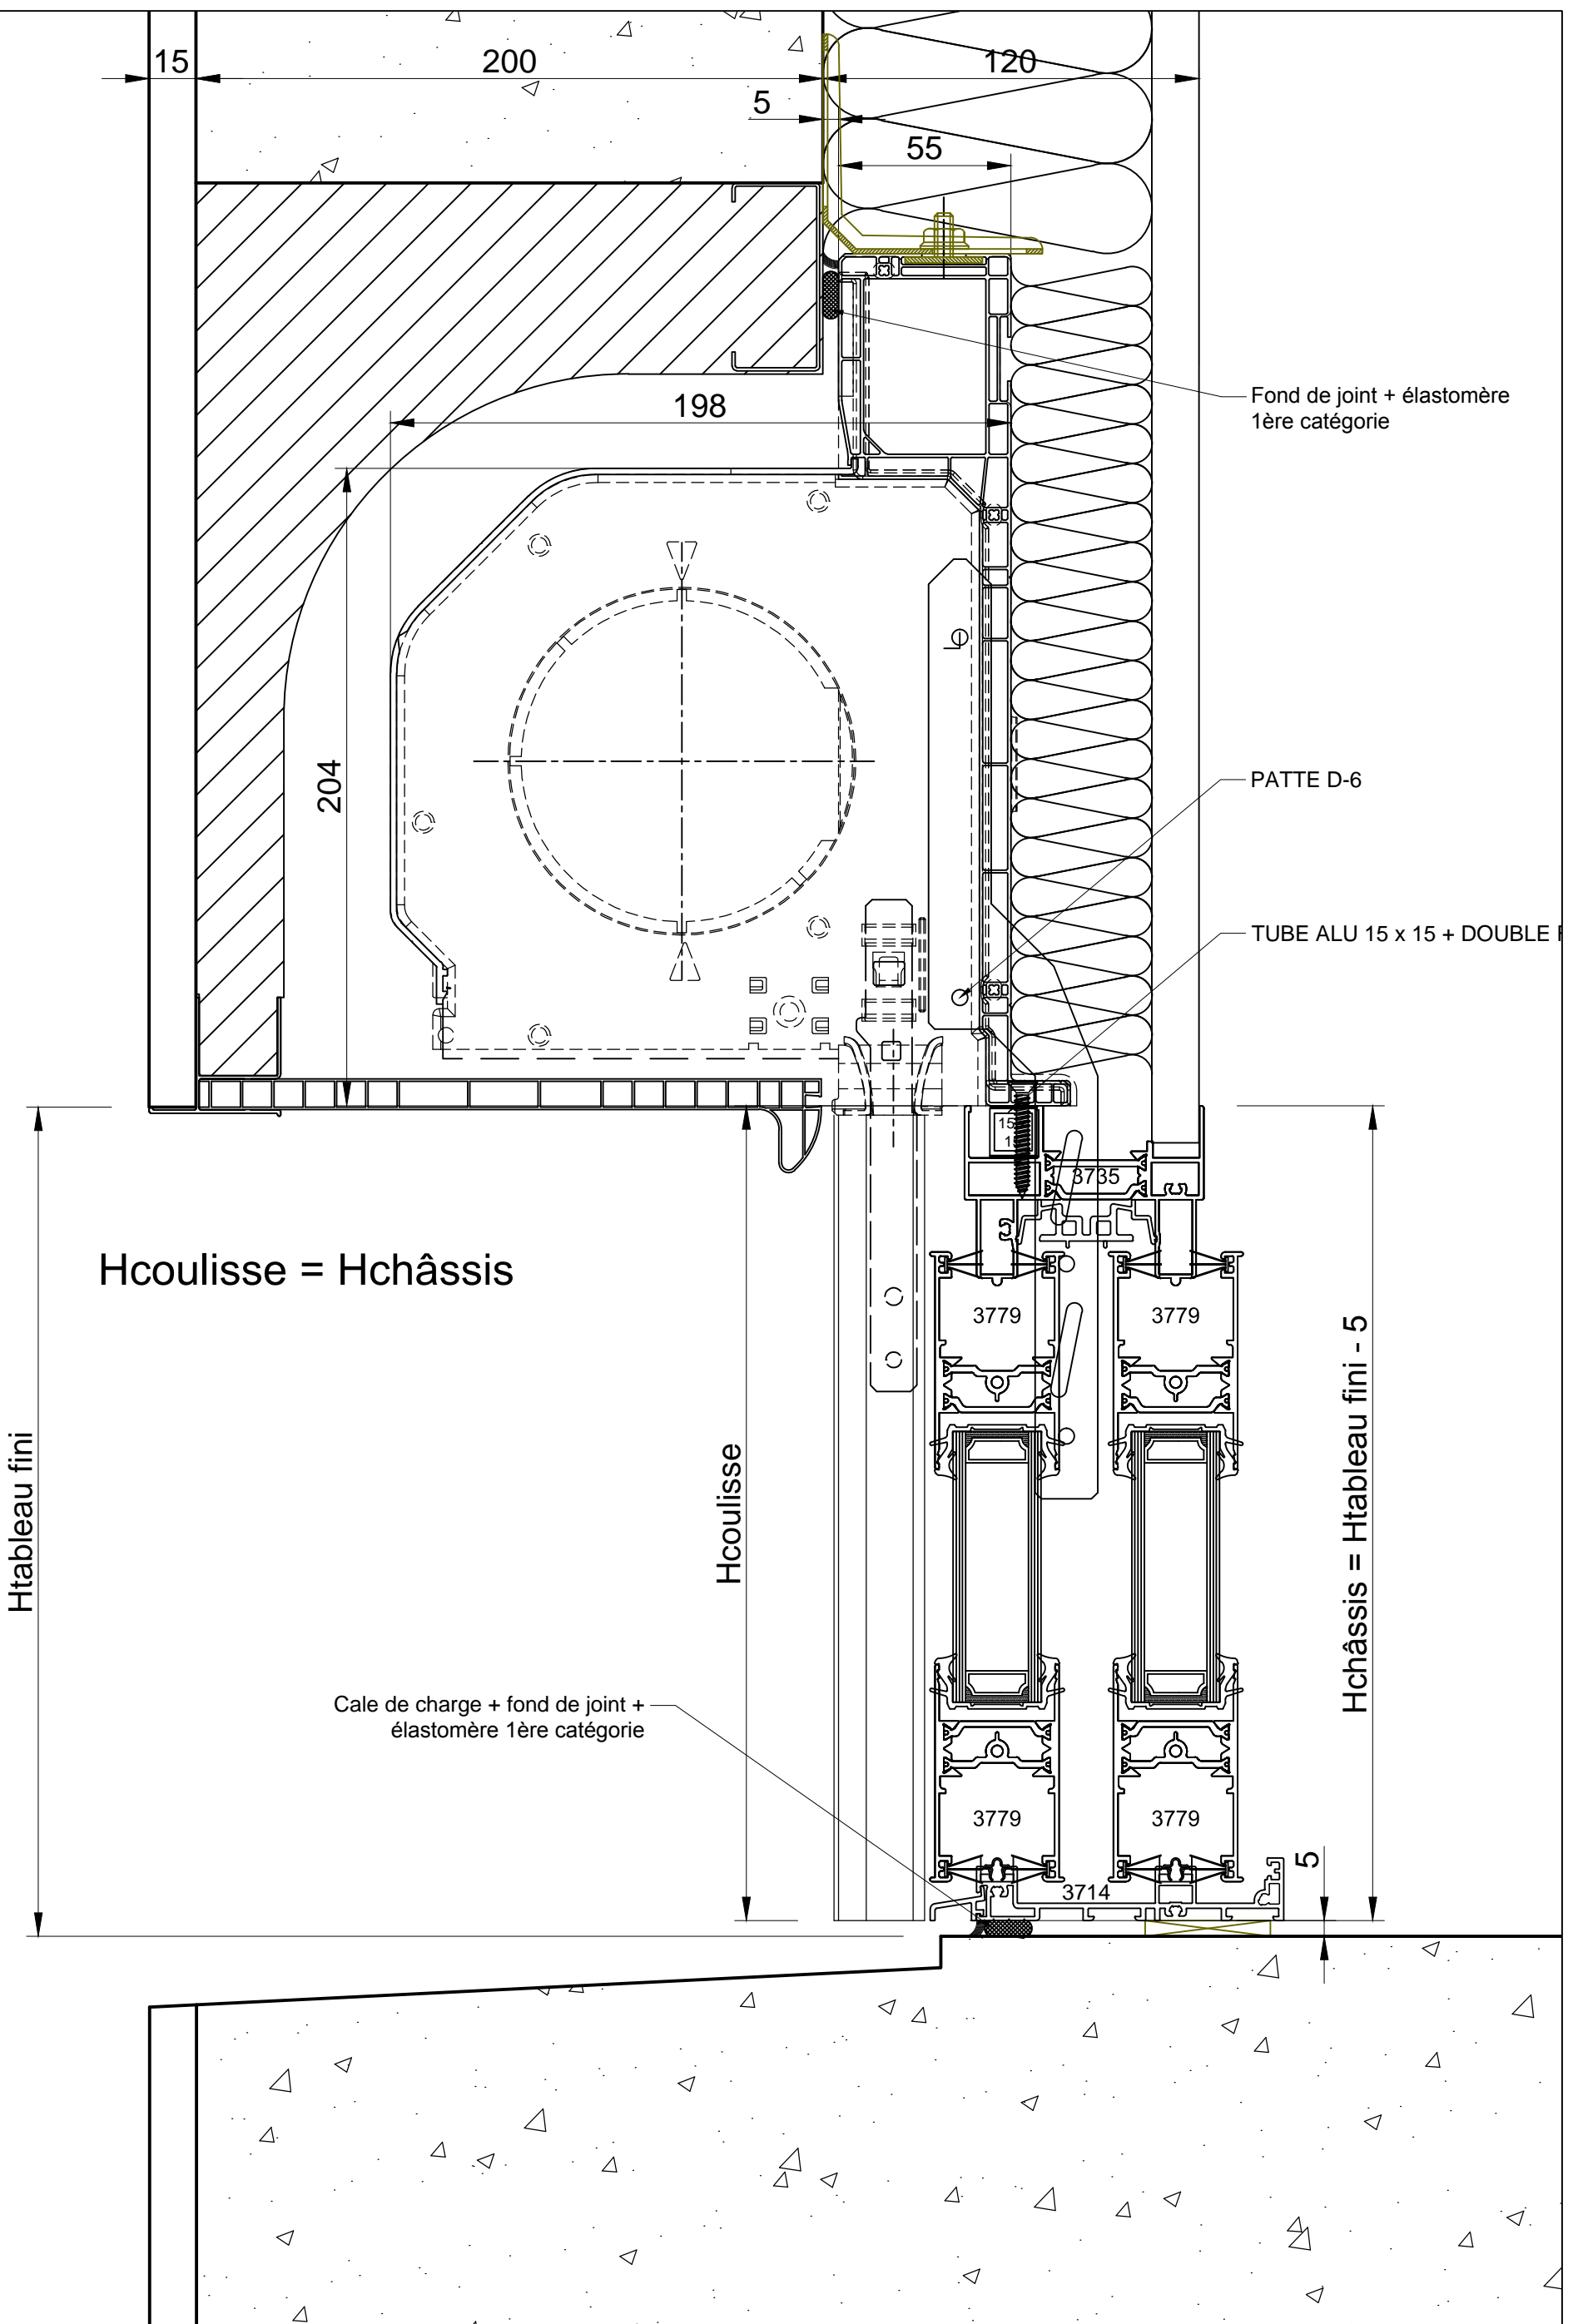 15
200
120
5
55
198
Fond de joint + élastomère
1ère catégorie
204
PATTE D-6
TUBE ALU 15 x 15 + DOUBLE
15
3735
Hcoulisse = Hchâssis
3779
3779
Htableau fini
Hcoulisse
Hchâssis = Htableau fini - 5
Cale de charge + fond de joint +
élastomère 1ère catégorie
3779
3779
5
3714